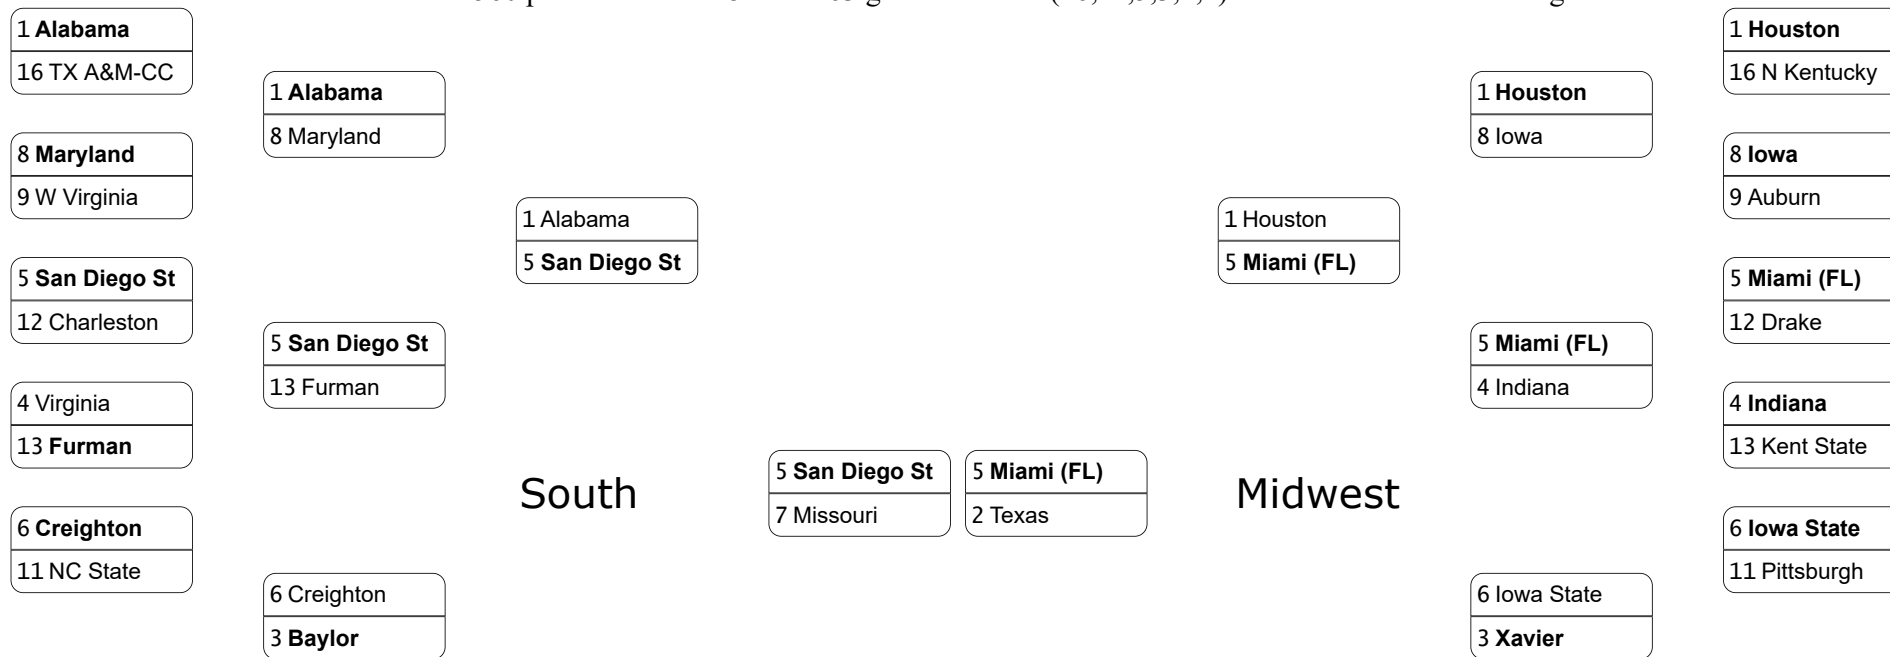 1 Alabama
16 TX A&M-CC
8 Maryland
9 W Virginia
5 San Diego St
12 Charleston
4 Virginia
13 Furman
6 Creighton
11 NC State
1 Alabama
8 Maryland
5 San Diego St
13 Furman
6 Creighton
3 Baylor
1 Alabama
5 San Diego St
South
5 San Diego St
7 Missouri
5 Miami (FL)
2 Texas
Midwest
1 Houston
5 Miami (FL)
1 Houston
8 Iowa
5 Miami (FL)
4 Indiana
6 Iowa State
3 Xavier
1 Houston
16 N Kentucky
8 Iowa
9 Auburn
5 Miami (FL)
12 Drake
4 Indiana
13 Kent State
6 Iowa State
11 Pittsburgh